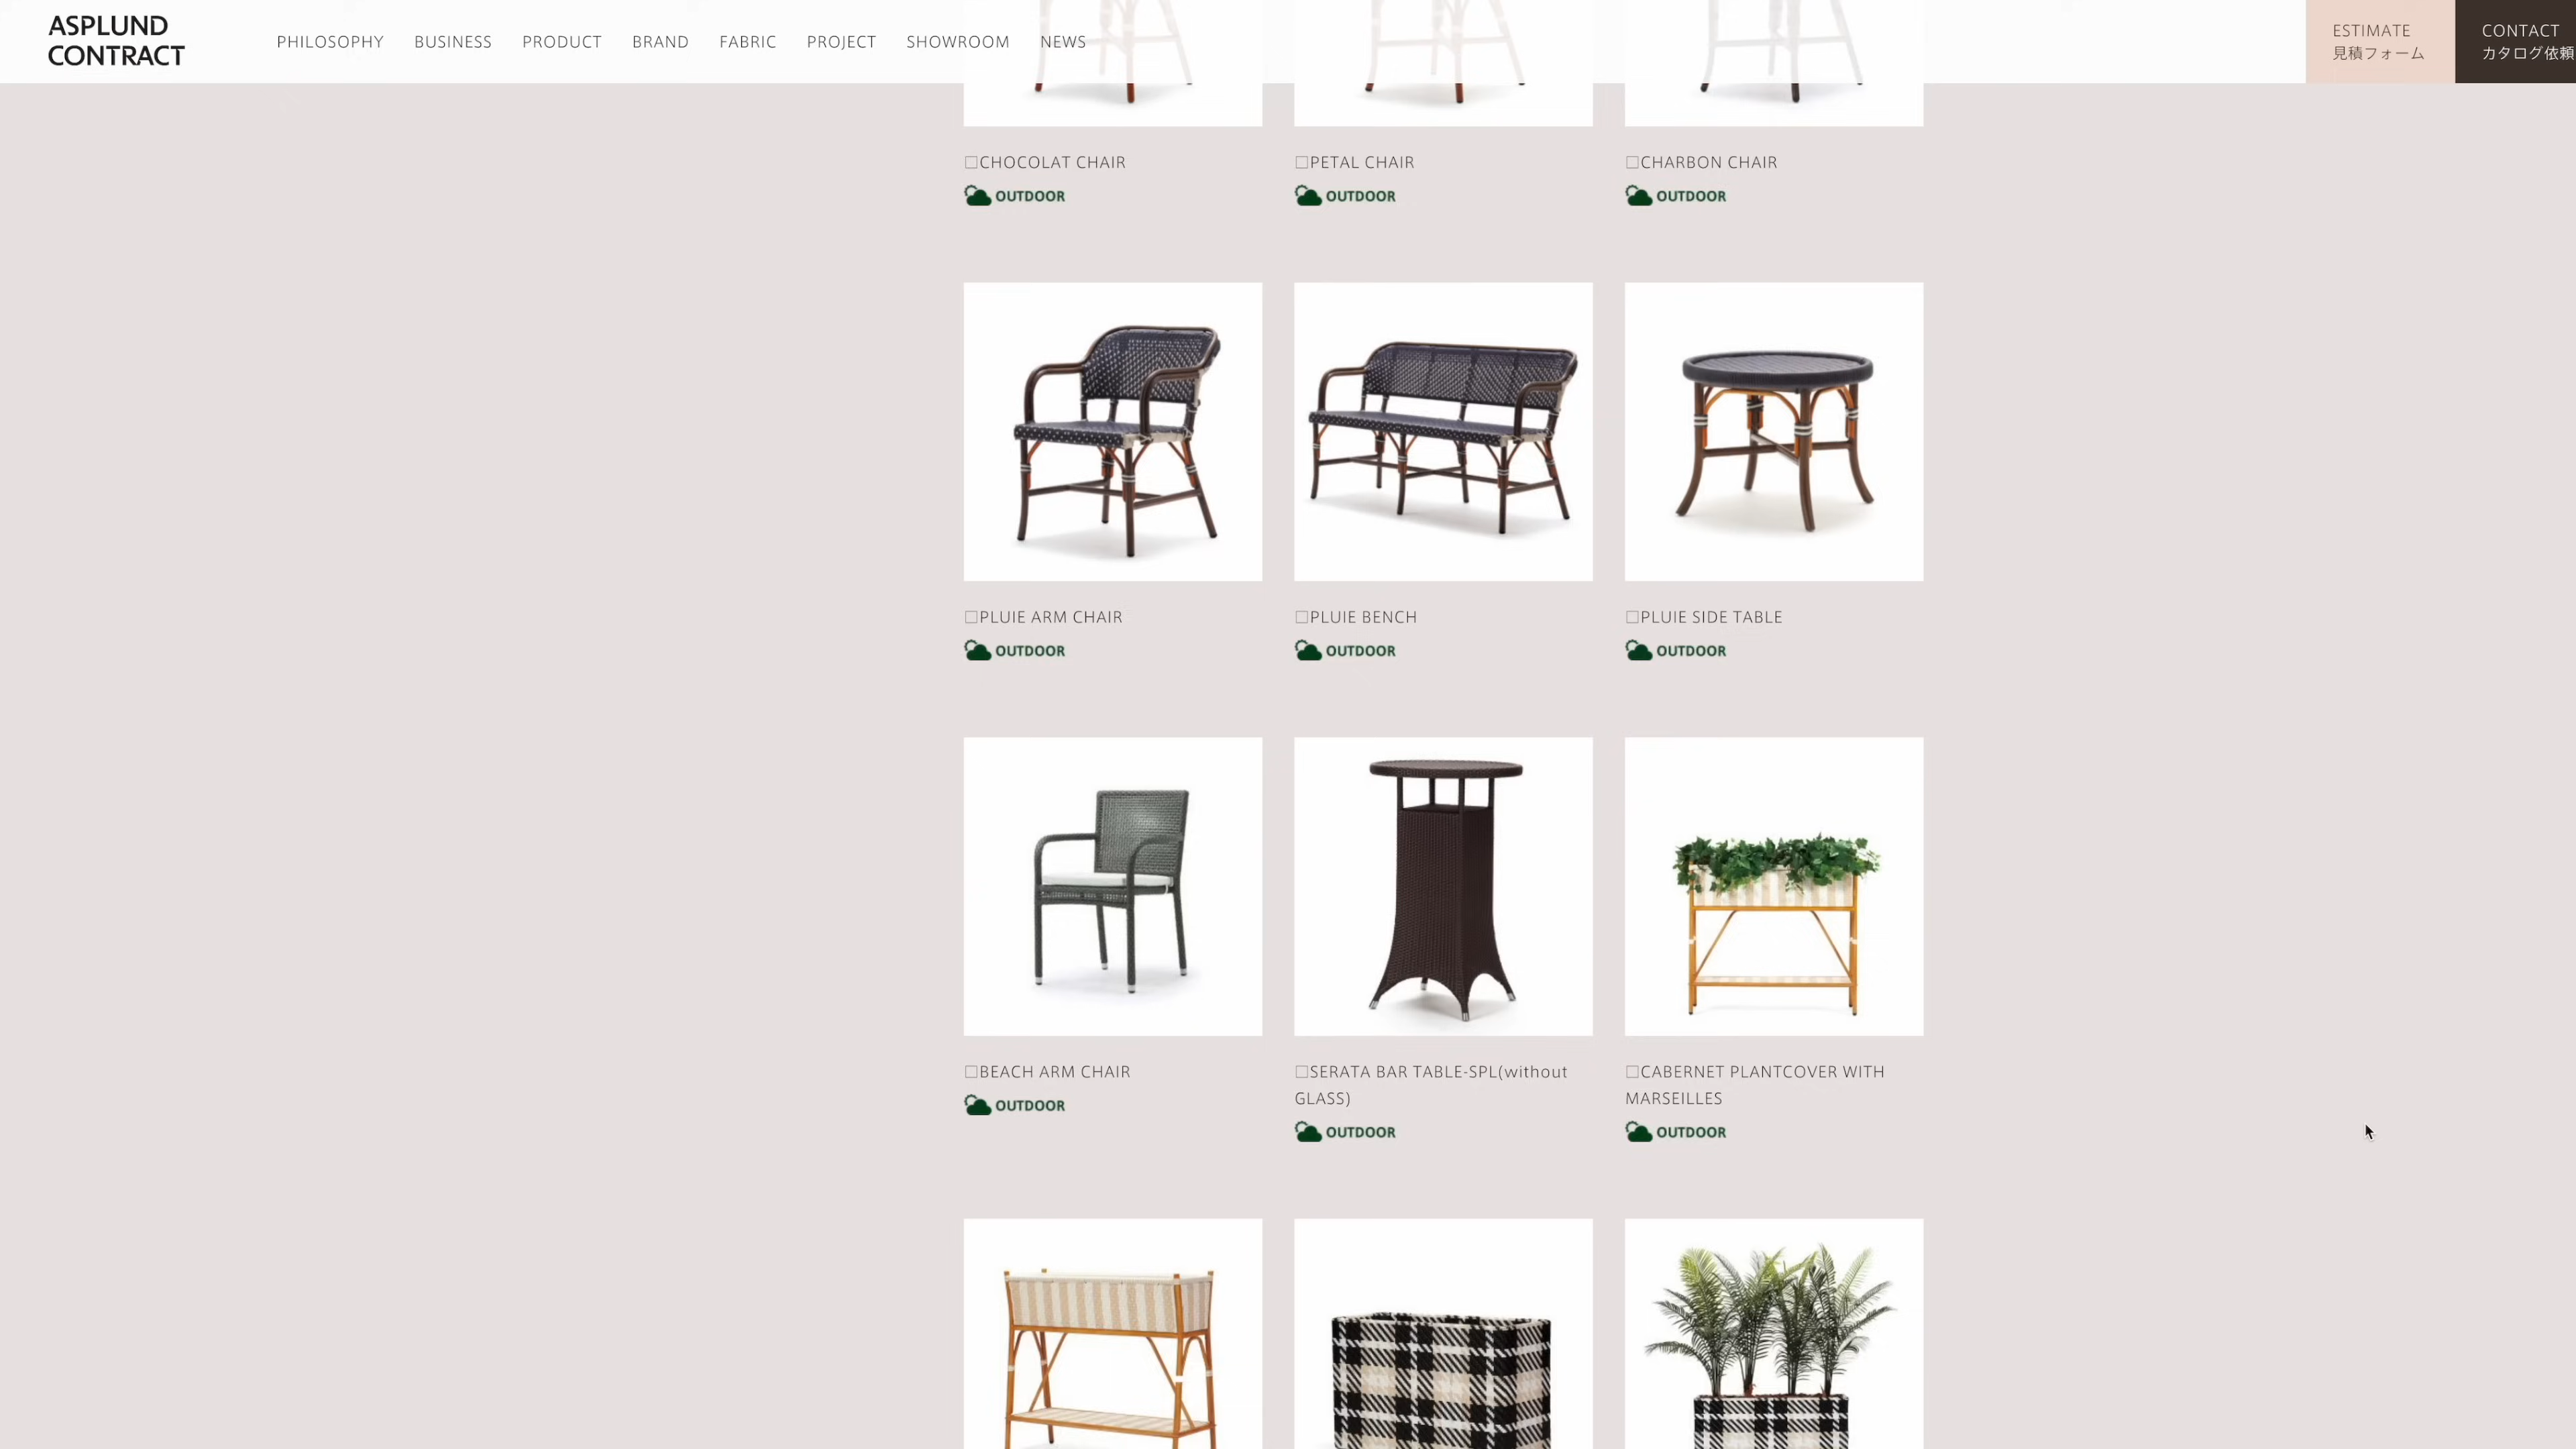 ASPLUND
CONTRACT
PHILOSOPHY BUSINESS PRODUCT BRAND FABRIC PROJECT SHOWROOM NEWS
ESTIMATE
見積フォーム
CONTACT
カタログ依頼
□CHOCOLAT CHAIR
OUTDOOR
□PETAL CHAIR
OUTDOOR
□CHARBON CHAIR
OUTDOOR
□PLUIE ARM CHAIR
OUTDOOR
□PLUIE BENCH
OUTDOOR
□PLUIE SIDE TABLE
OUTDOOR
□BEACH ARM CHAIR
OUTDOOR
□SERATA BAR TABLE-SPL(without
GLASS)
OUTDOOR
□CABERNET PLANTCOVER WITH
MARSEILLES
OUTDOOR